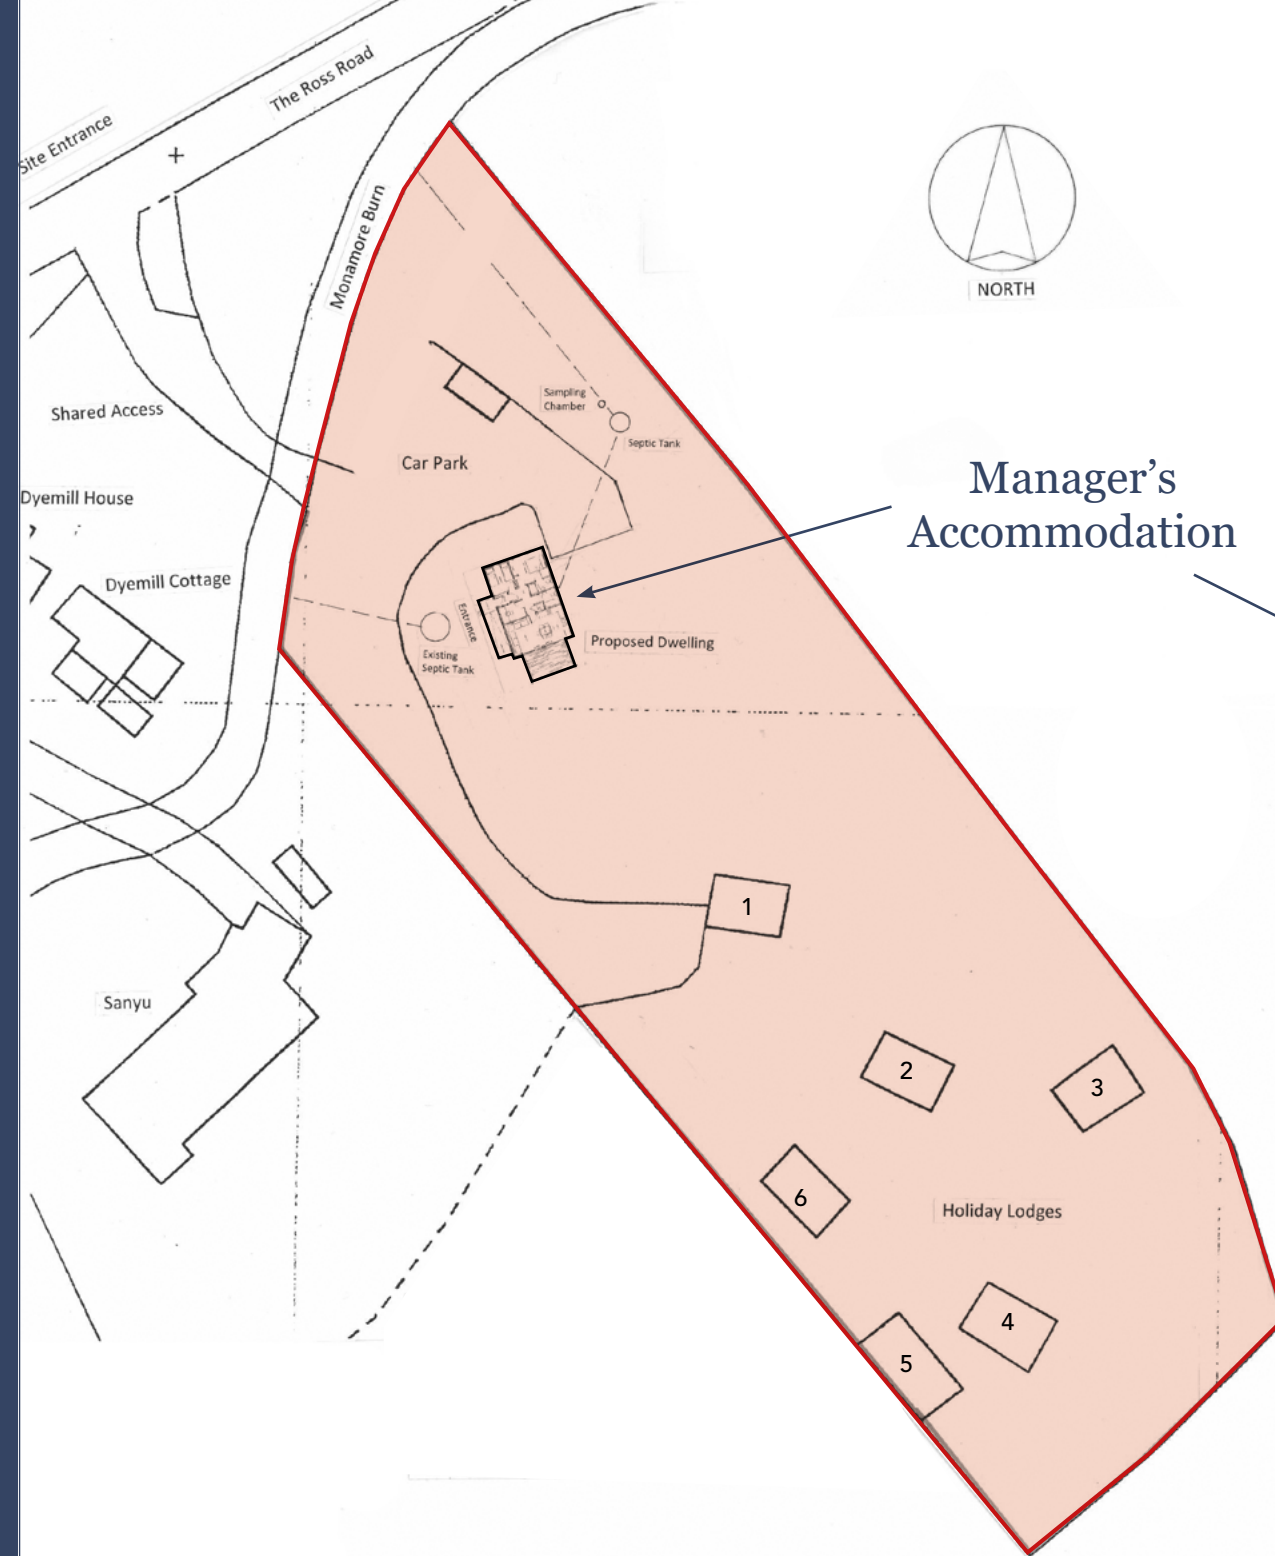 The Ross Road
Site Entrance
Monamore Burn
NORTH
Shared Access
Sampling
Chamber
Septic Tank
Car Park
Manager’s
Accommodation
Dyemill House
Dyemill Cottage
Entrance
Existing
Septic Tank
Proposed Dwelling
1
Sanyu
2
3
6
Holiday Lodges
4
5